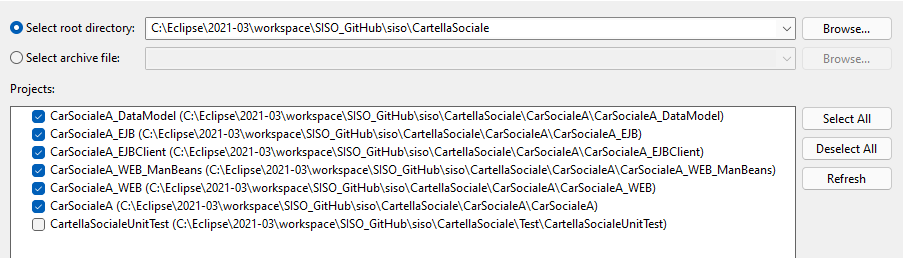 Select root directory: C:\Eclipse\2021-03\workspace\SISO_GitHub\siso\CartellaSociale Browse...
Select archive file: Browse...
Projects:
CarSocialeA_DataModel (C:\Eclipse\2021-03\workspace\SISO_GitHub\siso\CartellaSociale\CarSocialeA\CarSocialeA_DataModel)
CarSocialeA_EJB (C:\Eclipse\2021-03\workspace\SISO_GitHub\siso\CartellaSociale\CarSocialeA\CarSocialeA_EJB)
CarSocialeA_EJBClient (C:\Eclipse\2021-03\workspace\SISO_GitHub\siso\CartellaSociale\CarSocialeA\CarSocialeA_EJBClient)
CarSocialeA_WEB_ManBeans (C:\Eclipse\2021-03\workspace\SISO_GitHub\siso\CartellaSociale\CarSocialeA\CarSocialeA_WEB_ManBeans)
CarSocialeA_WEB (C:\Eclipse\2021-03\workspace\SISO_GitHub\siso\CartellaSociale\CarSocialeA\CarSocialeA_WEB)
CarSocialeA (C:\Eclipse\2021-03\workspace\SISO_GitHub\siso\CartellaSociale\CarSocialeA\CarSocialeA)
CartellaSocialeUnitTest (C:\Eclipse\2021-03\workspace\SISO_GitHub\siso\CartellaSociale\Test\CartellaSocialeUnitTest)
Select All
Deselect All
Refresh